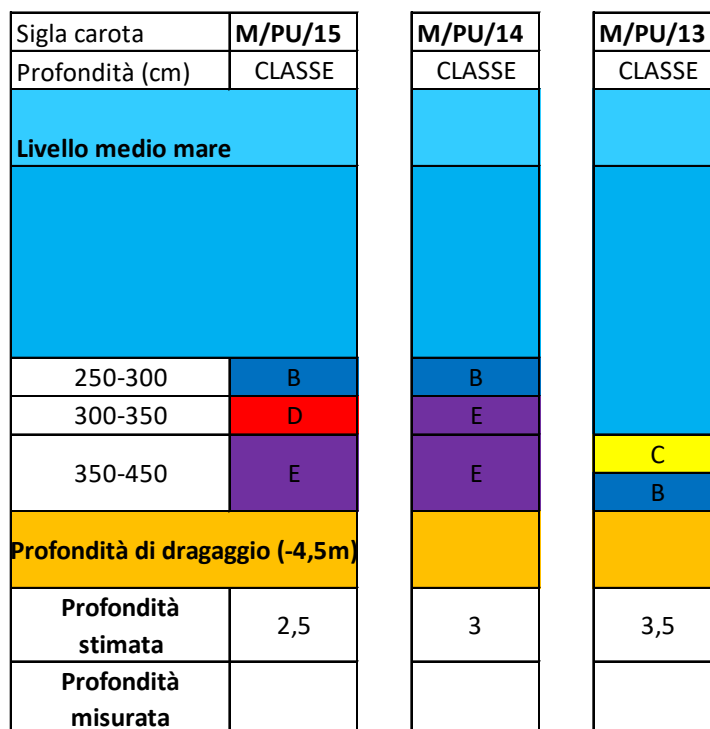 Sigla carota M/PU/15 M/PU/14 M/PU/13
Profondità (cm) CLASSE CLASSE CLASSE
Livello medio mare
250-300 B B
300-350 D E
350-450 E E C
B
Profondità di dragaggio (-4,5m)
Profondità
stimata 2,5 3 3,5
Profondità
misurata